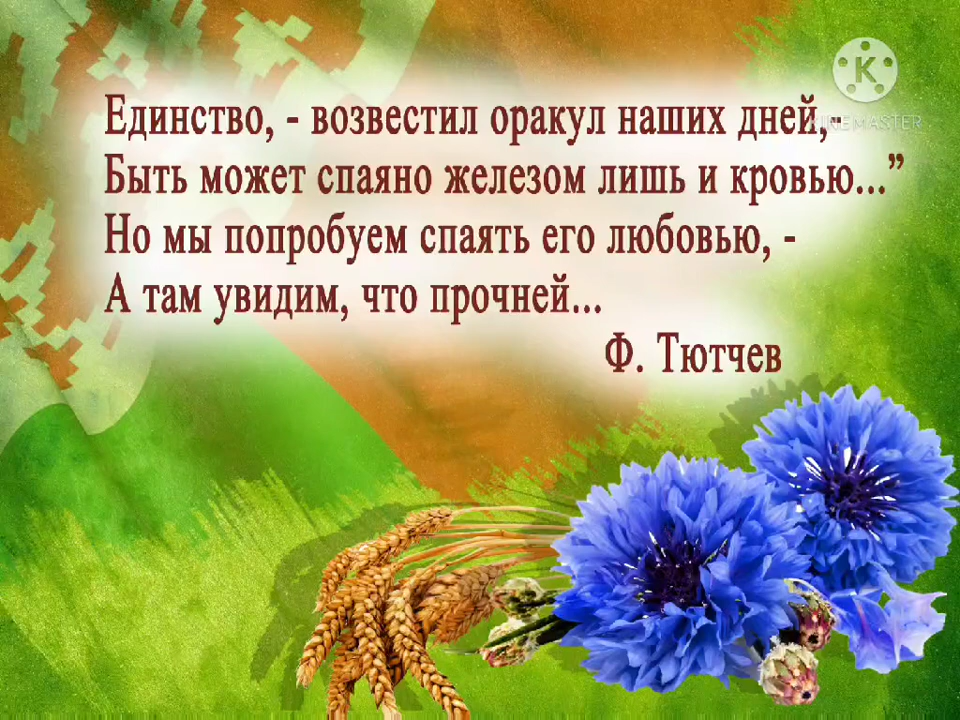 Единство, - возвестил оракул наших дней,-
Быть может спаяно железом лишь и кровью...”
Но мы попробуем спаять его любовью, -
А там увидим, что прочней...
Ф. Тютчев
K
KINEMASTER